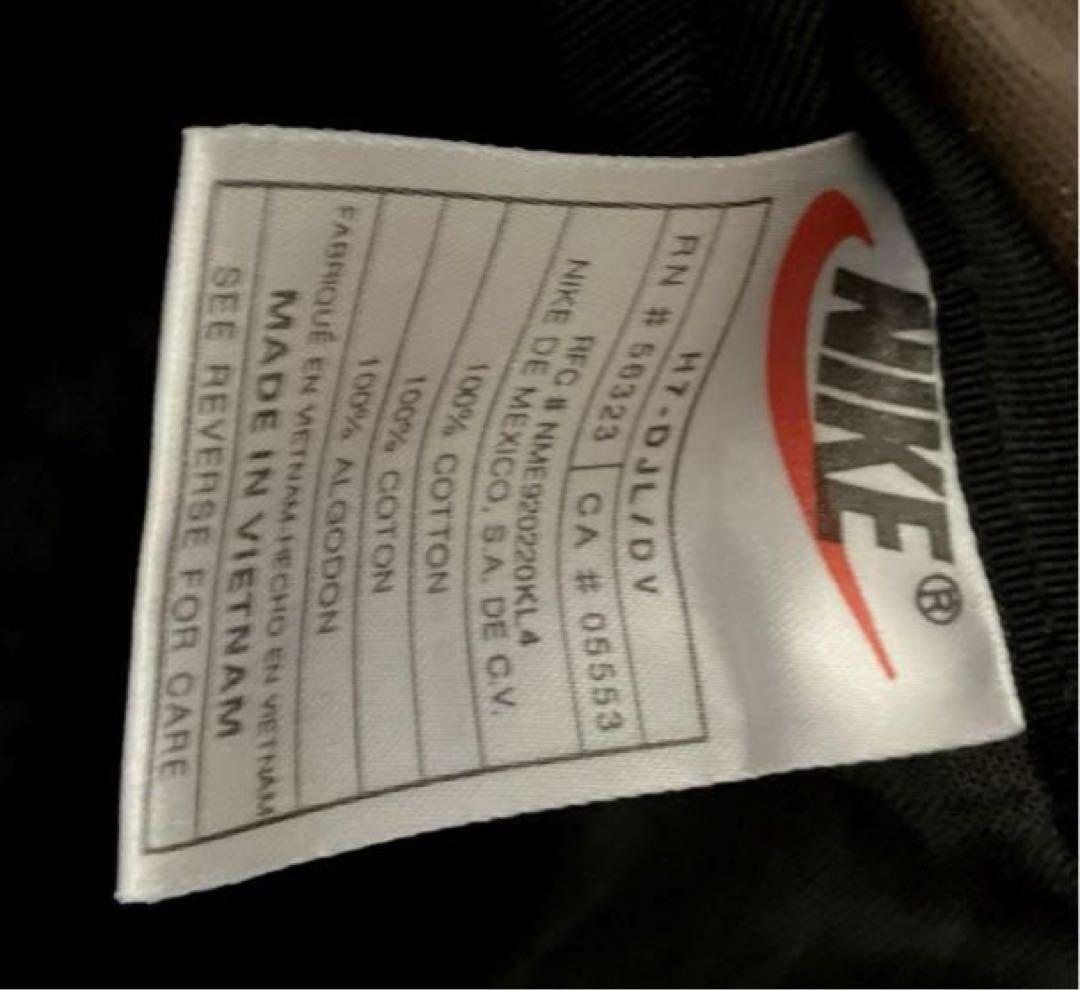 NIKE®
H7-DJL/DV
RN # 56323 | CA # 05553
RFC # NME920220KL4
NIKE DE MEXICO, S.A. DE C.V.
100% COTTON
100% COTON
100% ALGODON
FABRIQUÉ EN VIETNAM-HECHO EN VIETNAM
MADE IN VIETNAM
SEE REVERSE FOR CARE